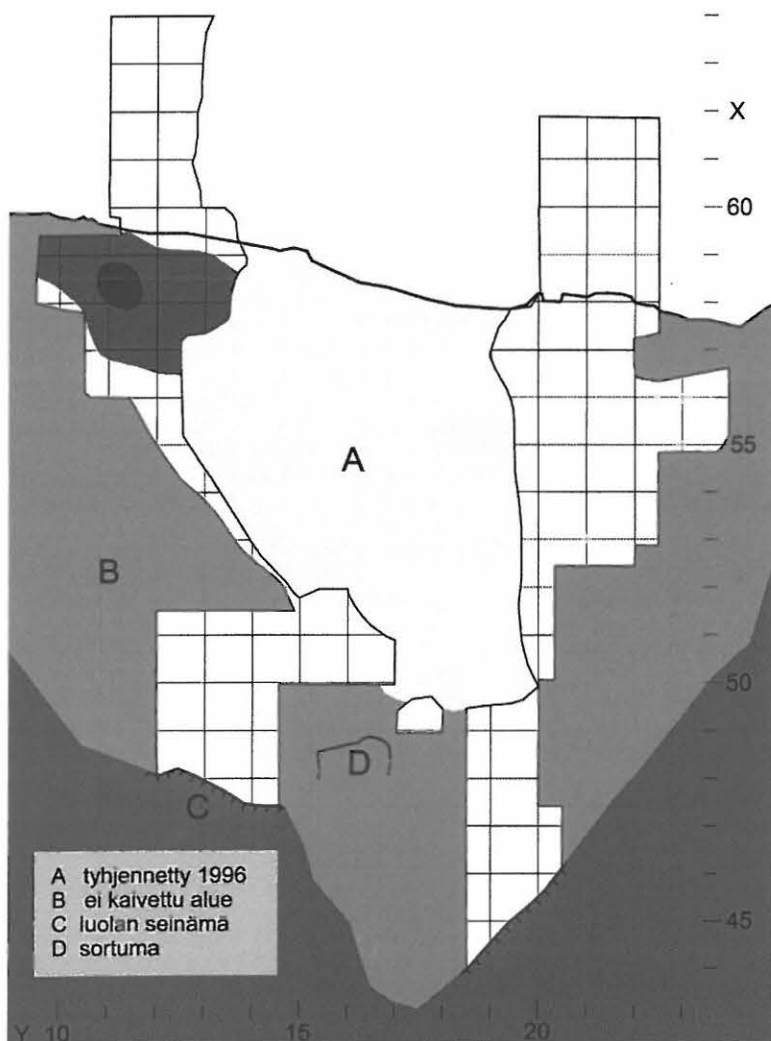 X
60
A
55
B
50
D
C
A tyhjennetty 1996
B ei kaivettu alue
C luolan seinämä
D sortuma
45
Y 10 15 20